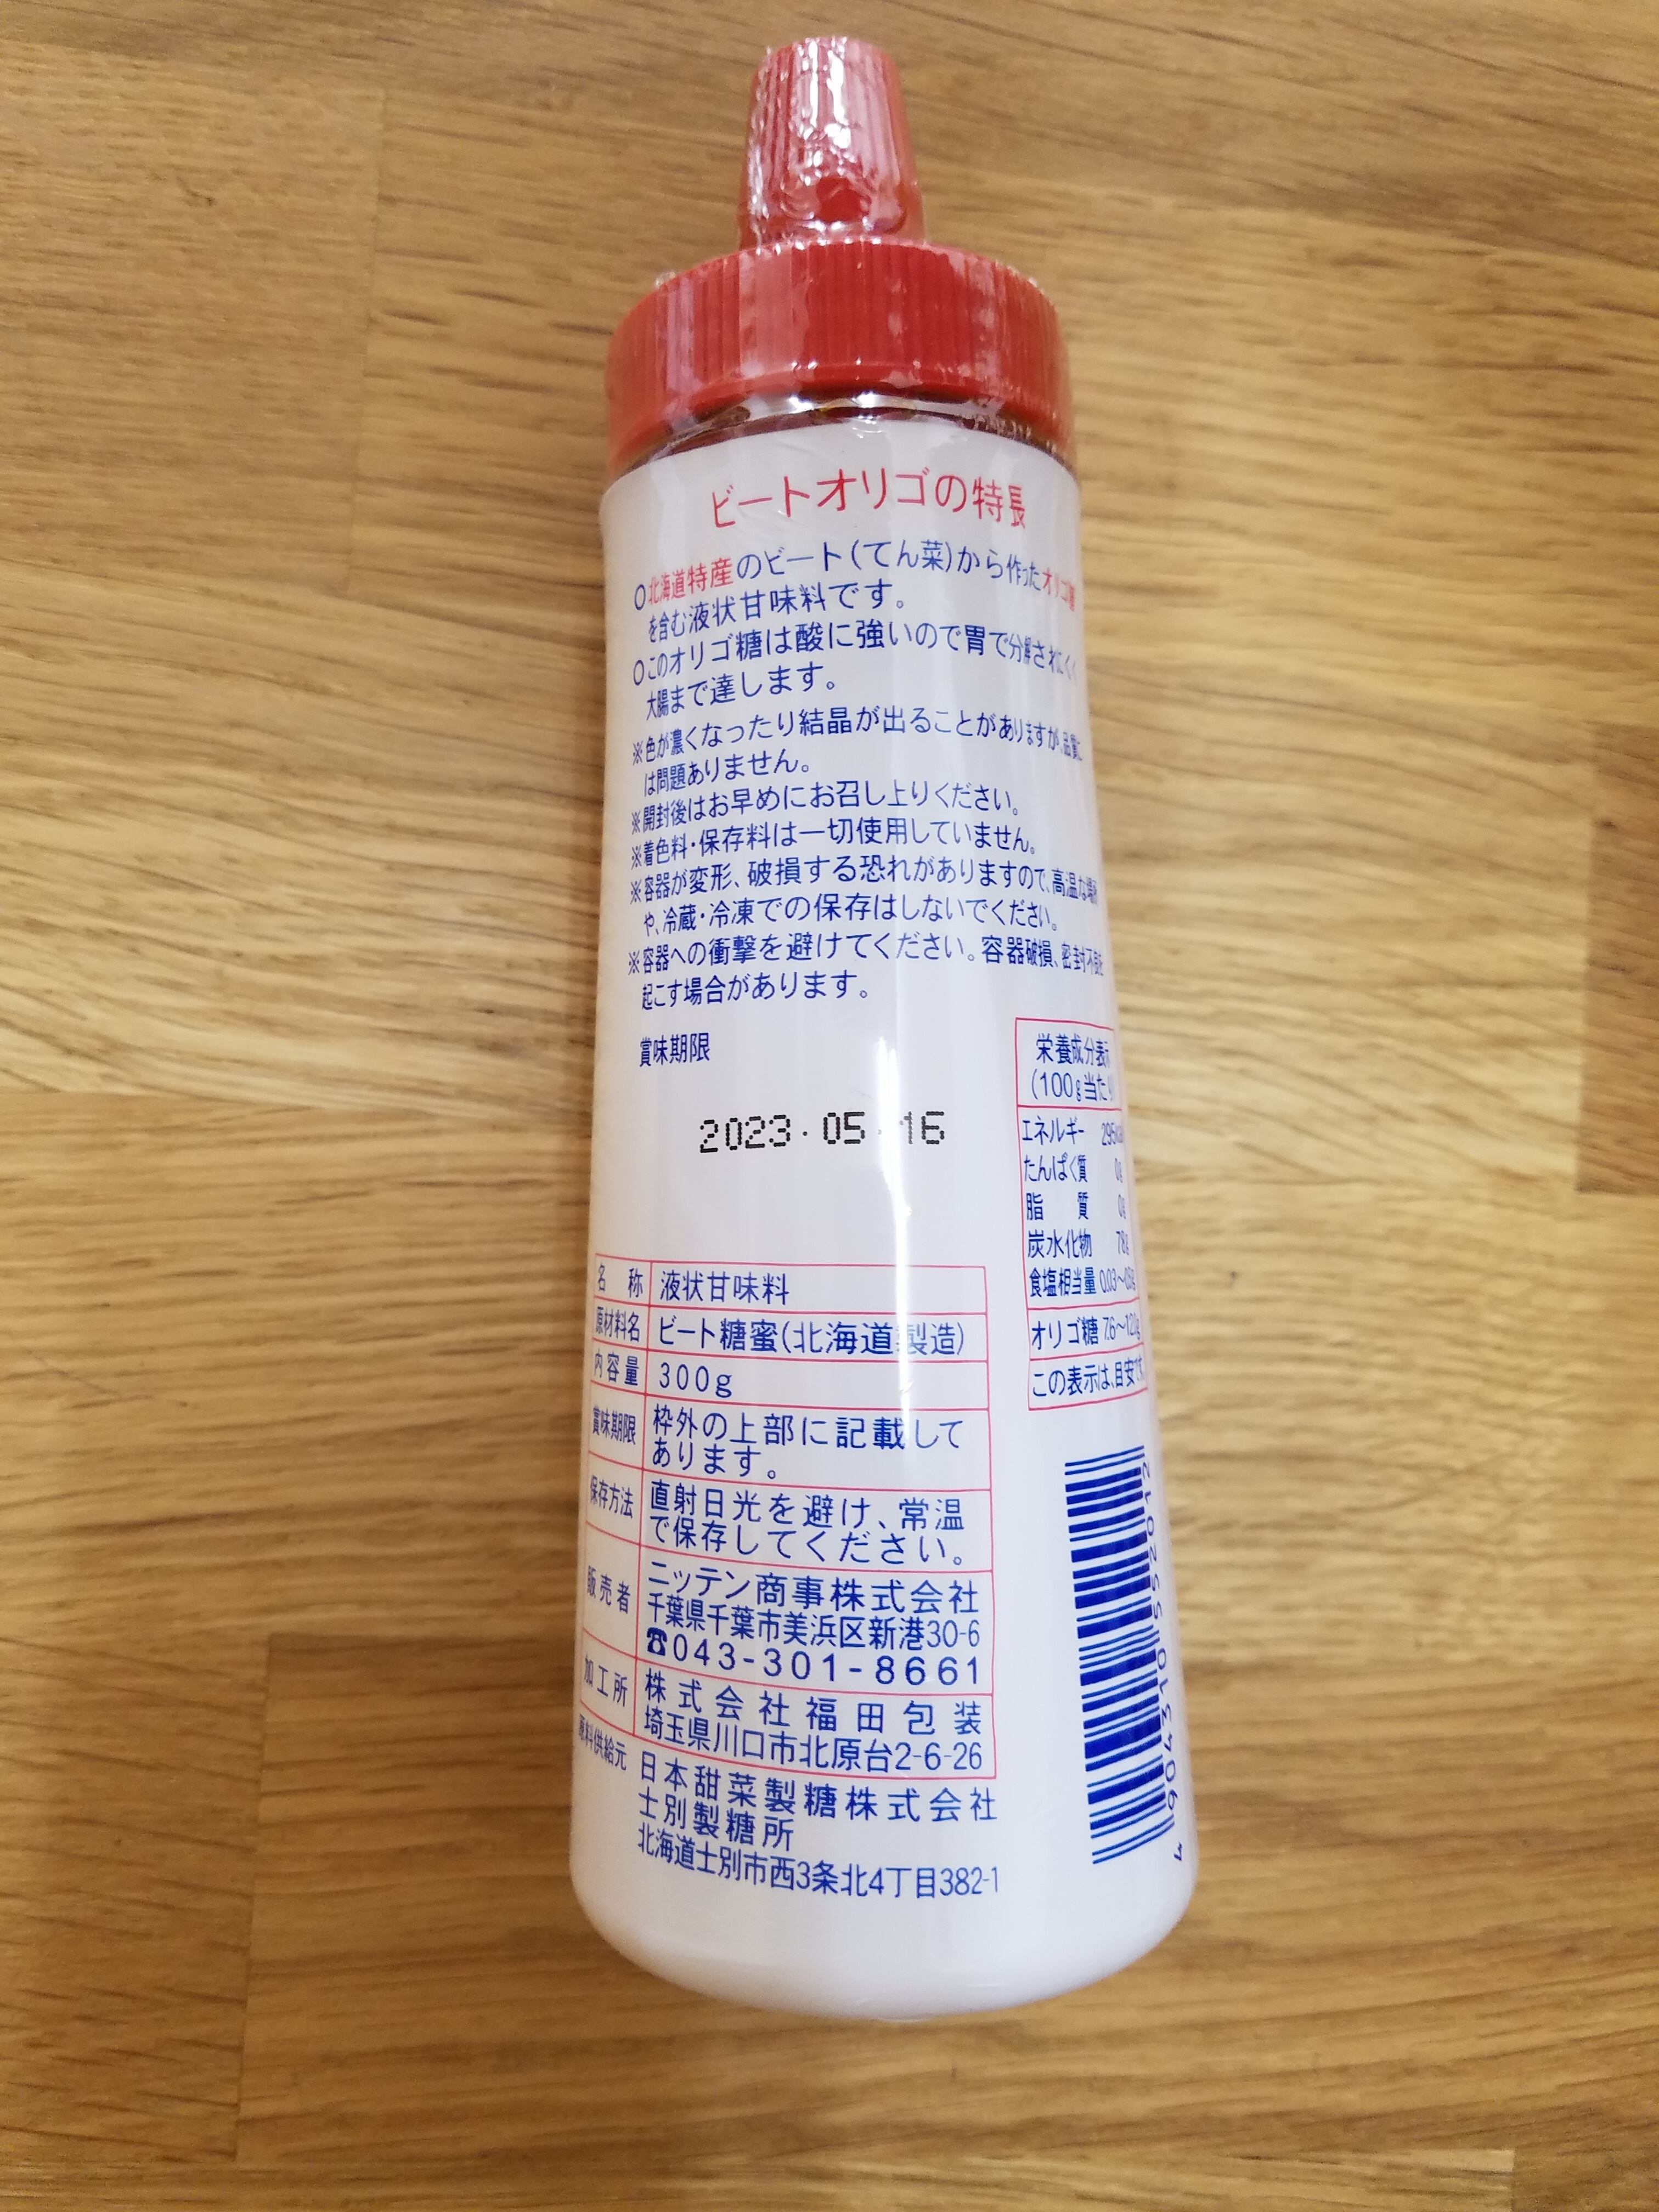 ビートオリゴの特長
○北海道特産のビート(てん菜)から作ったオリゴ糖
を含む液状甘味料です。
○このオリゴ糖は酸に強いので胃で分解されにくく
大腸まで達します。
※色が濃くなったり結晶が出ることがありますが、品質に
は問題ありません。
※開封後はお早めにお召し上りください。
※着色料・保存料は一切使用していません。
※容器が変形、破損する恐れがありますので、高温な場所
や、冷蔵・冷凍での保存はしないでください。
※容器への衝撃を避けてください。容器破損、密封不良を
起こす場合があります。
賞味期限
2023.05.16
栄養成分表示
(100g当たり)
エネルギー 295kcal
たんぱく質 0g
脂質 0g
炭水化物 78g
食塩相当量
オリゴ糖 7.6~12g
この表示は、目安です
名称 液状甘味料
原材料名 ビート糖蜜(北海道製造)
内容量 300g
賞味期限 枠外の上部に記載して
あります。
保存方法 直射日光を避け、常温
で保存してください。
販売者 ニッテン商事株式会社
千葉県千葉市美浜区新港30-6
☎043-301-8661
加工所 株式会社福田包装
埼玉県川口市北原台2-6-26
原料供給元 日本甜菜製糖株式会社
士別製糖所
北海道士別市西3条北4丁目382-1
4 904310 552012